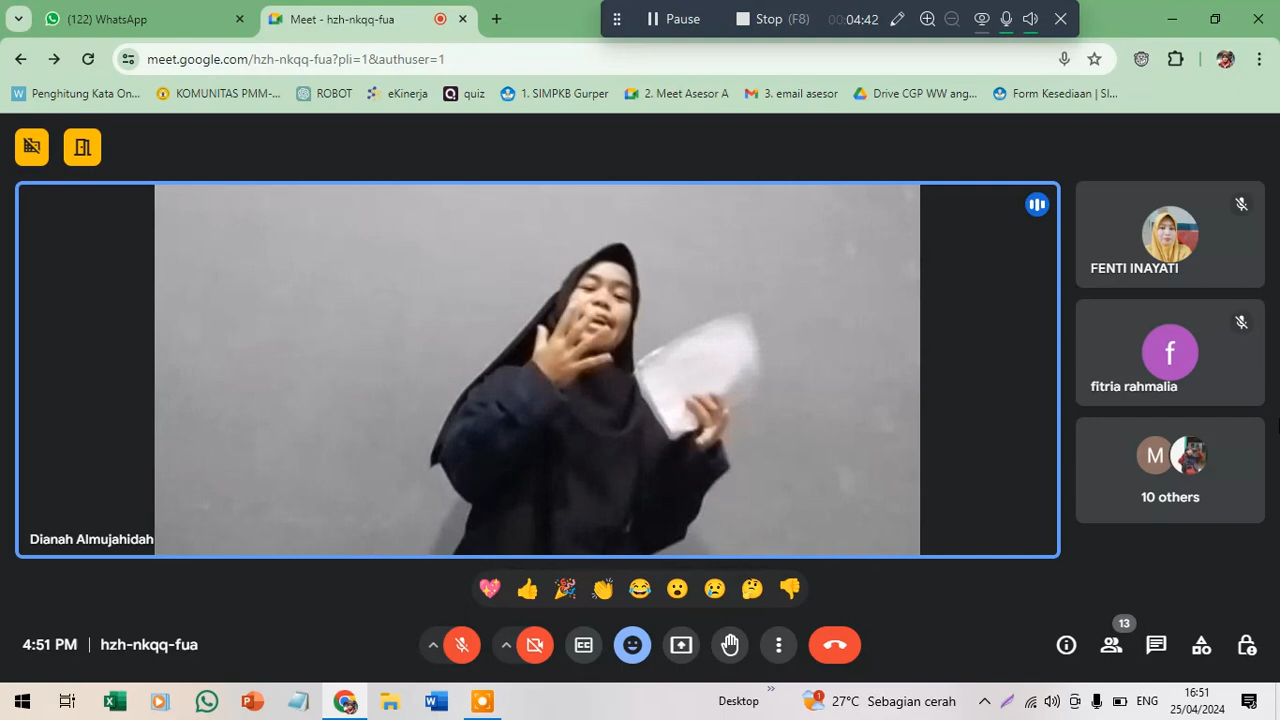 (122) WhatsApp
Meet - hzh-nkqq-fua
Pause
Stop (F8)
00:04:42
meet.google.com/hzh-nkqq-fua?pli=1&authuser=1
Penghitung Kata On...
KOMUNITAS PMM-...
ROBOT
eKinerja
quiz
1. SIMPKB Gurper
2. Meet Asesor A
3. email asesor
Drive CGP WW ang...
Form Kesediaan | SI...
FENTI INAYATI
f
fitria rahmalia
M
10 others
Dianah Almujahidah
13
4:51 PM | hzh-nkqq-fua
CC
Desktop
27°C Sebagian cerah
ENG
16:51
25/04/2024